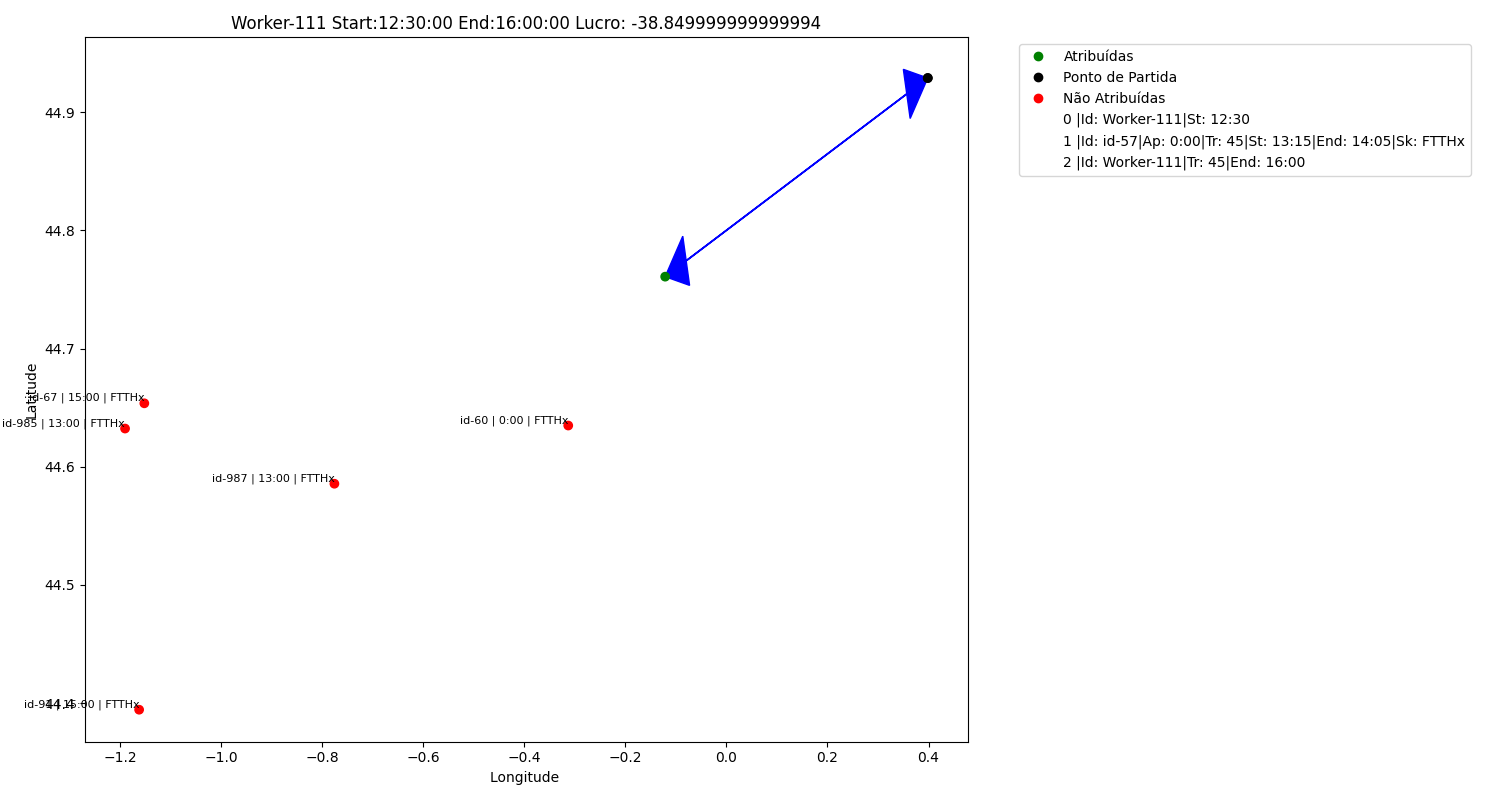 Worker-111 Start:12:30:00 End:16:00:00 Lucro: -38.849999999999994
Atribuídas
Ponto de Partida
Não Atribuídas
0 |Id: Worker-111|St: 12:30
1 |Id: id-57|Ap: 0:00|Tr: 45|St: 13:15|End: 14:05|Sk: FTTHx
2 |Id: Worker-111|Tr: 45|End: 16:00
44.9
44.8
44.7
Latitude
id-67 | 15:00 | FTTHx
id-985 | 13:00 | FTTHx
id-60 | 0:00 | FTTHx
44.6
id-987 | 13:00 | FTTHx
44.5
44.4
| FTTHx
−1.2
−1.0
−0.8
−0.6
−0.4
−0.2
0.0
0.2
0.4
Longitude